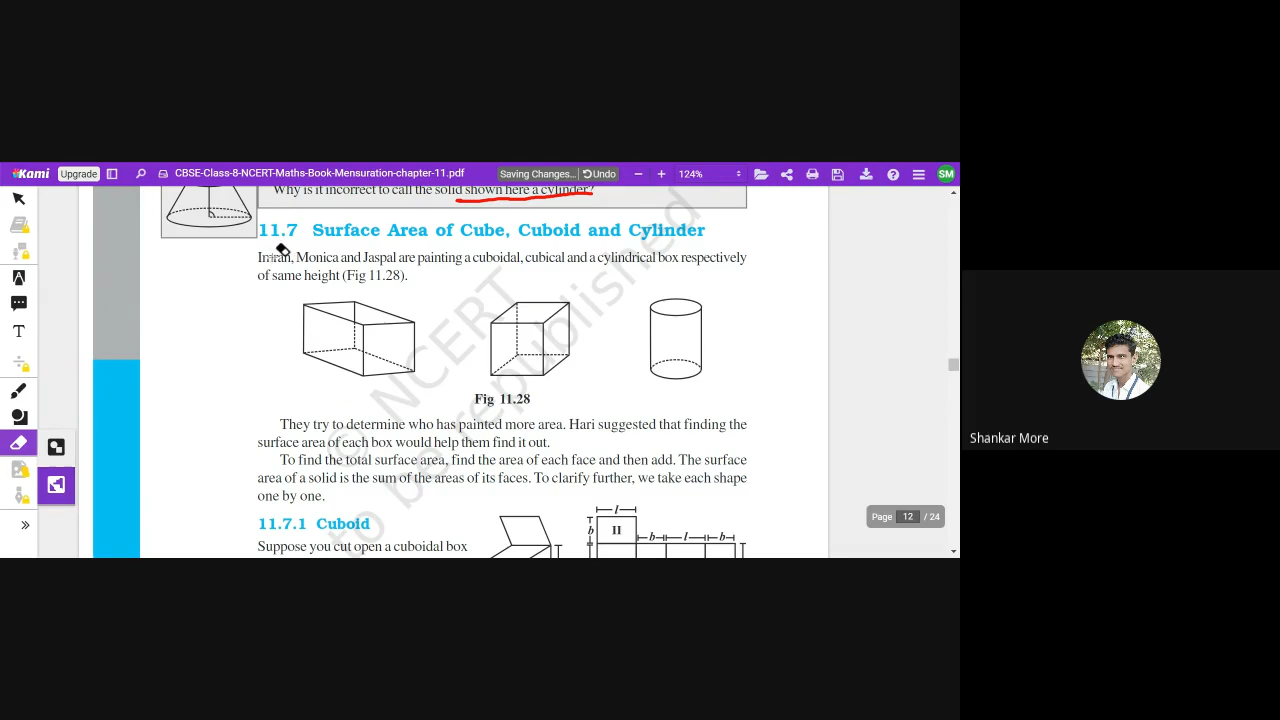 Kami
Upgrade
CBSE-Class-8-NCERT-Maths-Book-Mensuration-chapter-11.pdf
Saving Changes...
Undo
124%
SM
Why is it incorrect to call the solid shown here a cylinder?
11.7 Surface Area of Cube, Cuboid and Cylinder
Imran, Monica and Jaspal are painting a cuboidal, cubical and a cylindrical box respectively
of same height (Fig 11.28).
Fig 11.28
They try to determine who has painted more area. Hari suggested that finding the
surface area of each box would help them find it out.
To find the total surface area, find the area of each face and then add. The surface
area of a solid is the sum of the areas of its faces. To clarify further, we take each shape
one by one.
11.7.1 Cuboid
Suppose you cut open a cuboidal box
l
b
II
b
l
b
© NCERT
to be republished
Page 12 / 24
Shankar More